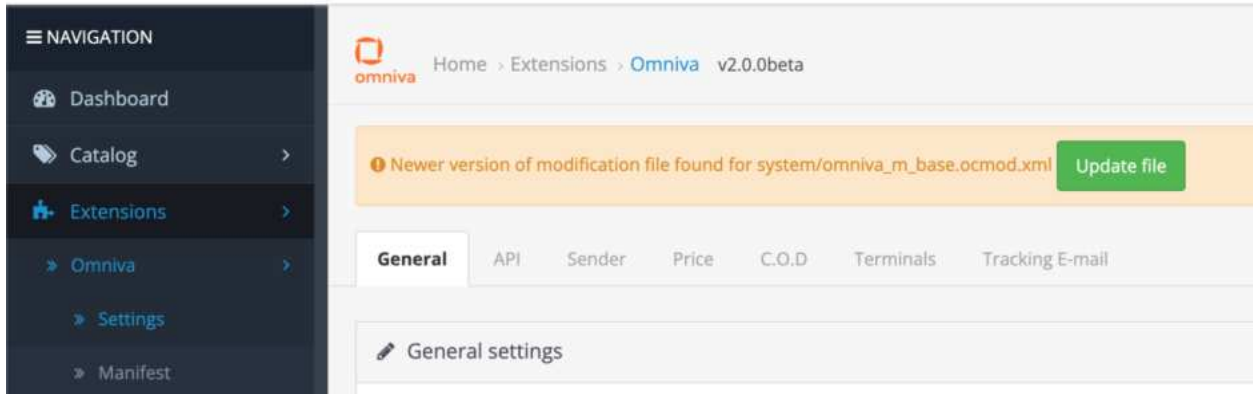 NAVIGATION
Dashboard
Catalog
Extensions
Omniva
Settings
Manifest
omniva
Home › Extensions › Omniva v2.0.0beta
Newer version of modification file found for system/omniva_m_base.ocmod.xml Update file
General API Sender Price C.O.D Terminals Tracking E-mail
General settings